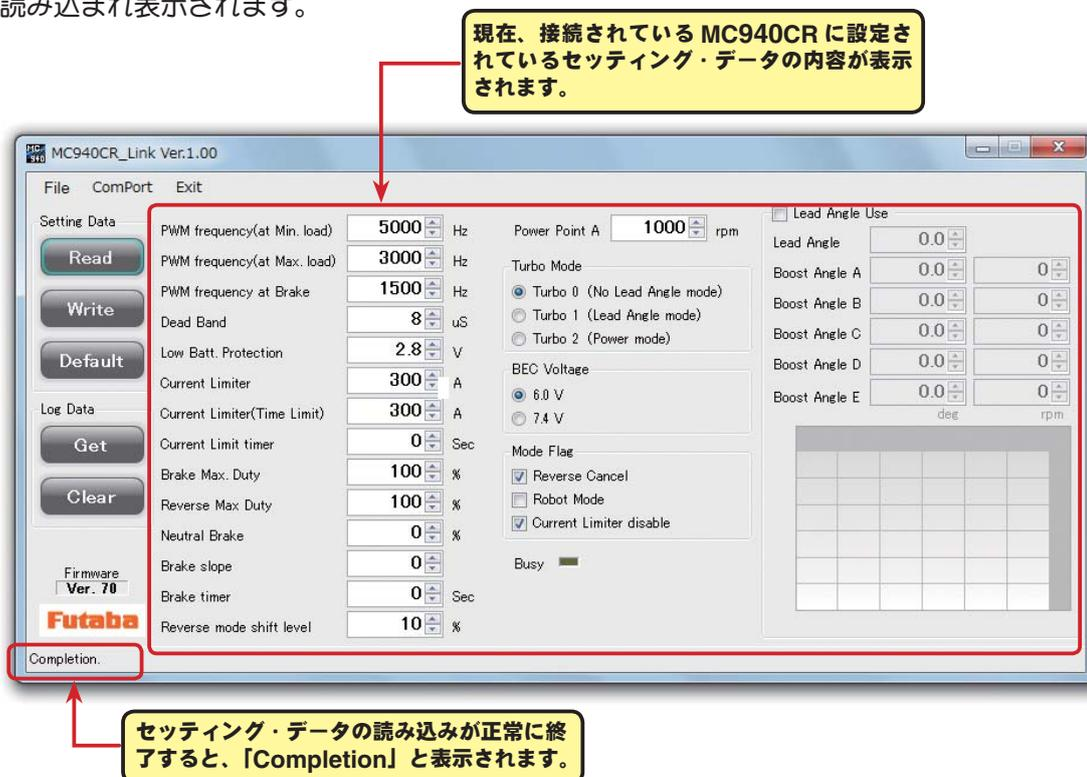 読み込まれ表示されます。
現在、接続されている MC940CR に設定さ
れているセッティング・データの内容が表示
されます。
MC940
MC940CR_Link Ver.1.00
File ComPort Exit
Setting Data
Read
Write
Default
Log Data
Get
Clear
Firmware
Ver. 70
Futaba
PWM frequency(at Min. load) 5000 Hz
PWM frequency(at Max. load) 3000 Hz
PWM frequency at Brake 1500 Hz
Dead Band 8 uS
Low Batt. Protection 2.8 V
Current Limiter 300 A
Current Limiter(Time Limit) 300 A
Current Limit timer 0 Sec
Brake Max. Duty 100 %
Reverse Max Duty 100 %
Neutral Brake 0 %
Brake slope 0
Brake timer 0 Sec
Reverse mode shift level 10 %
Power Point A 1000 rpm
Turbo Mode
Turbo 0 (No Lead Angle mode)
Turbo 1 (Lead Angle mode)
Turbo 2 (Power mode)
BEC Voltage
6.0 V
7.4 V
Mode Flag
Reverse Cancel
Robot Mode
Current Limiter disable
Busy
Lead Angle Use
Lead Angle 0.0
Boost Angle A 0.0 0
Boost Angle B 0.0 0
Boost Angle C 0.0 0
Boost Angle D 0.0 0
Boost Angle E 0.0 0
deg rpm
Completion.
セッティング・データの読み込みが正常に終
了すると、「Completion」と表示されます。